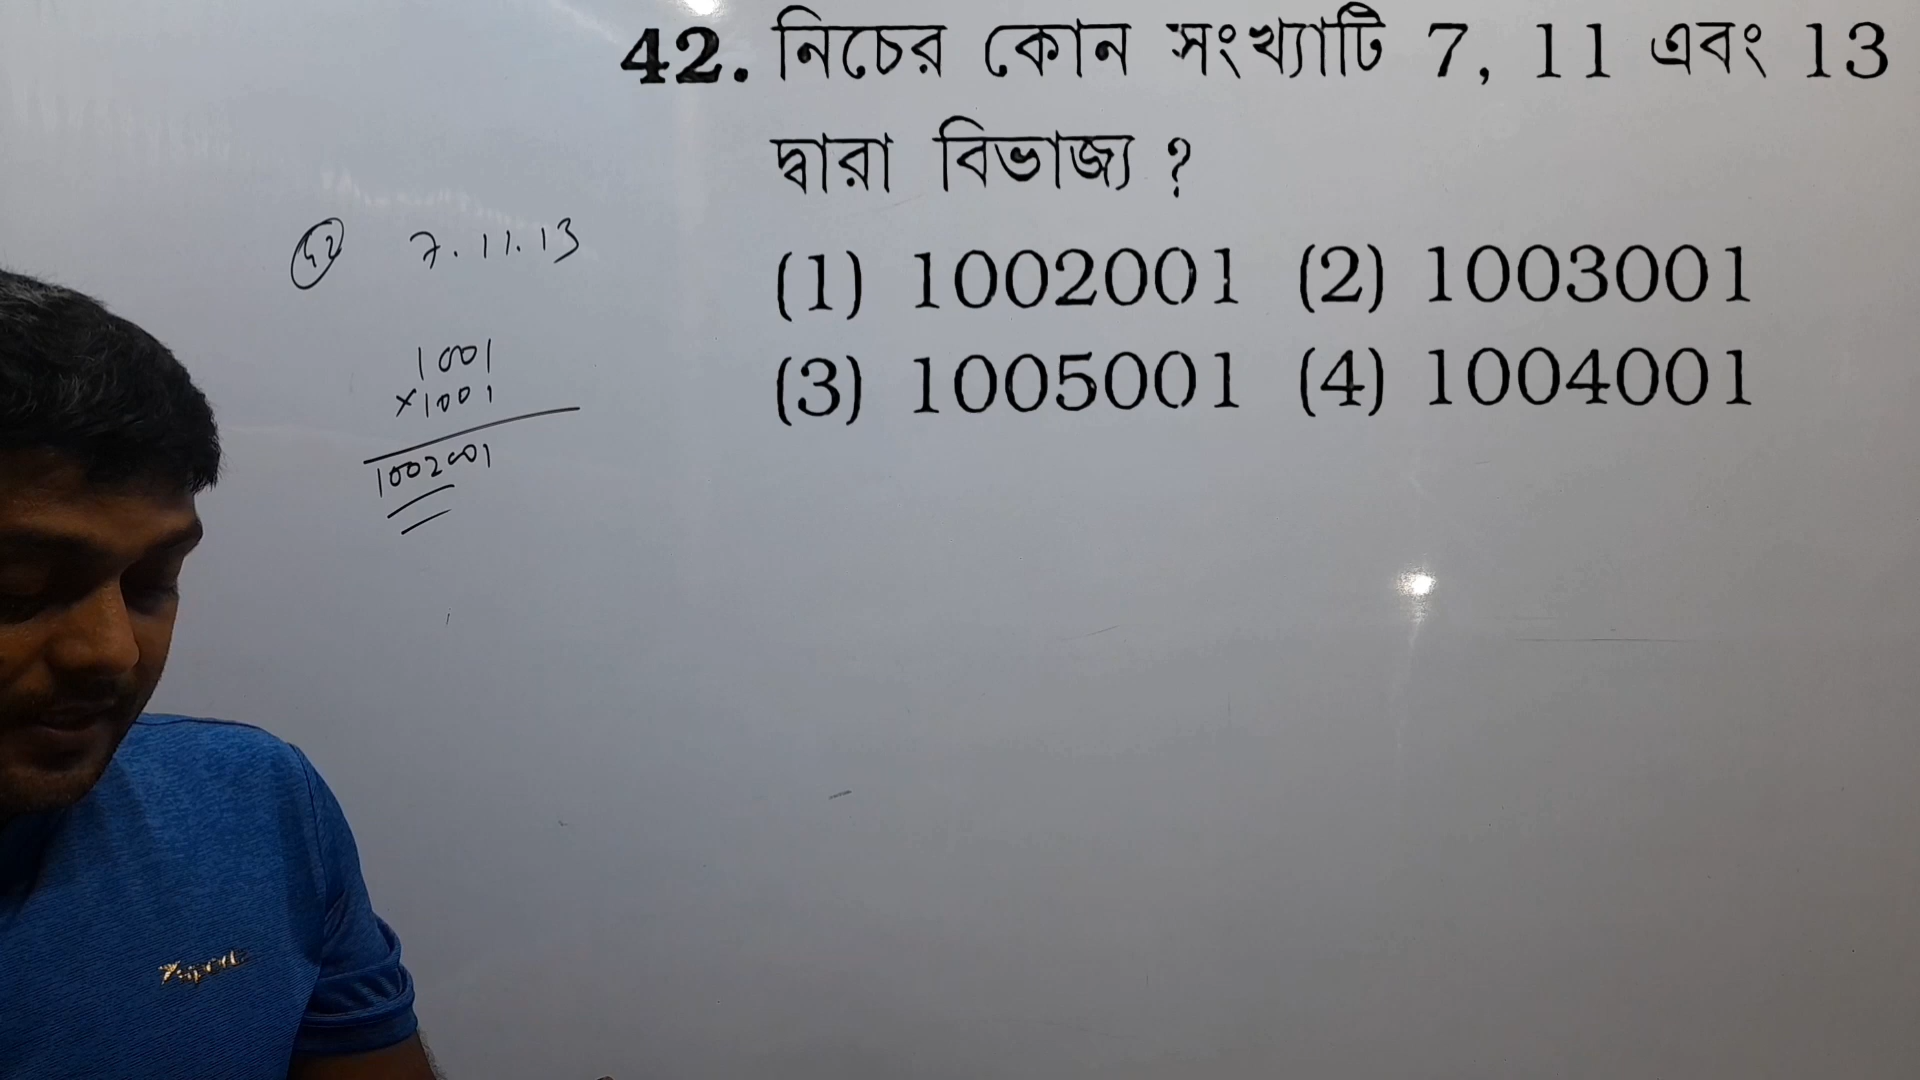 42. নিচের কোন সংখ্যাটি 7, 11 এবং 13
দ্বারা বিভাজ্য ?
(1) 1002001 (2) 1003001
(3) 1005001 (4) 1004001
42 7.11.13
1001
×1001
1002001